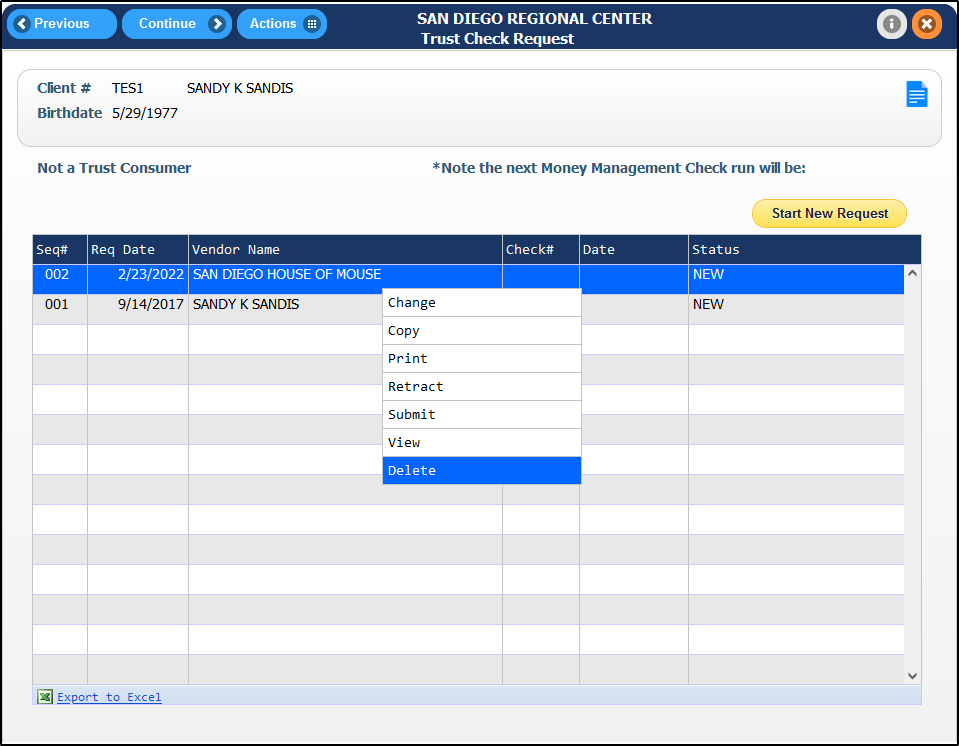 Previous Continue Actions SAN DIEGO REGIONAL CENTER
Trust Check Request
Client # TES1 SANDY K SANDIS
Birthdate 5/29/1977
Not a Trust Consumer *Note the next Money Management Check run will be:
Start New Request
Seq# Req Date Vendor Name Check# Date Status
002 2/23/2022 SAN DIEGO HOUSE OF MOUSE NEW
001 9/14/2017 SANDY K SANDIS NEW
Change
Copy
Print
Retract
Submit
View
Delete
Export to Excel